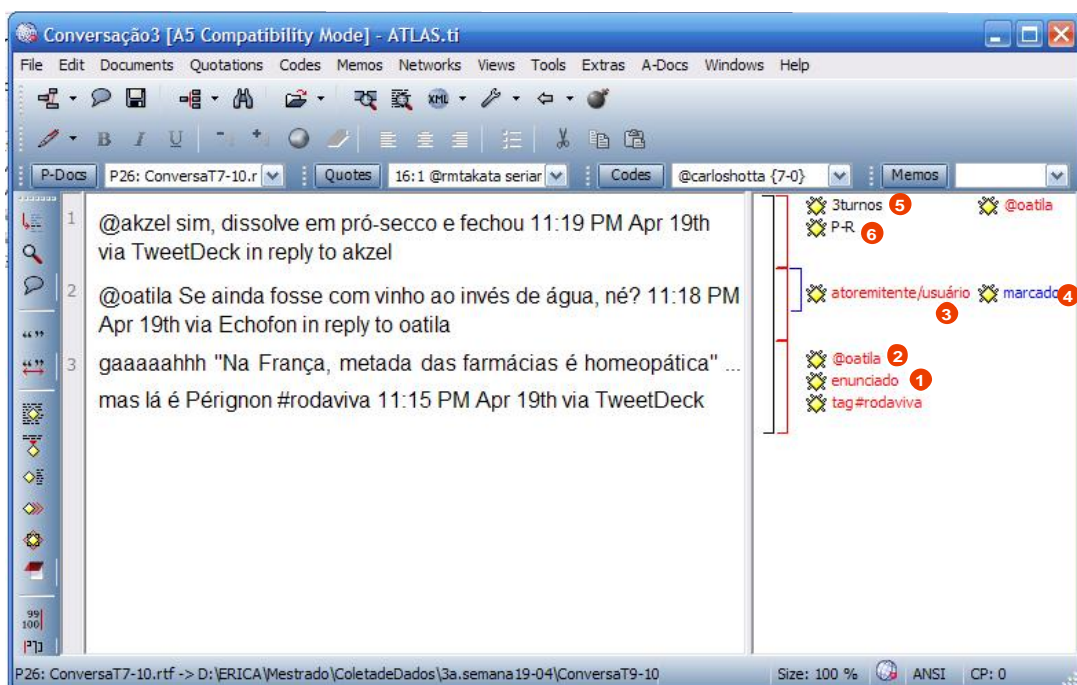 Conversação3 [A5 Compatibility Mode] - ATLAS.ti
File Edit Documents Quotations Codes Memos Networks Views Tools Extras A-Docs Windows Help
XML
B I U
P-Docs P26: ConversaT7-10.r Quotes 16:1 @rmtakata seriar Codes @carloshotta {7-0} Memos
1 @akzel sim, dissolve em pró-secco e fechou 11:19 PM Apr 19th
via TweetDeck in reply to akzel
2 @oatila Se ainda fosse com vinho ao invés de água, né? 11:18 PM
Apr 19th via Echofon in reply to oatila
3 gaaaaahhh "Na França, metada das farmácias é homeopática" ...
mas lá é Pérignon #rodaviva 11:15 PM Apr 19th via TweetDeck
3turnos 5 @oatila
P-R 6
atoremitente/usuário 3 marcado 4
@oatila 2
enunciado 1
tag#rodaviva
99
100
P26: ConversaT7-10.rtf -> D:\ERICA\Mestrado\ColetadeDados\3a.semana19-04\ConversaT9-10 Size: 100 % ANSI CP: 0